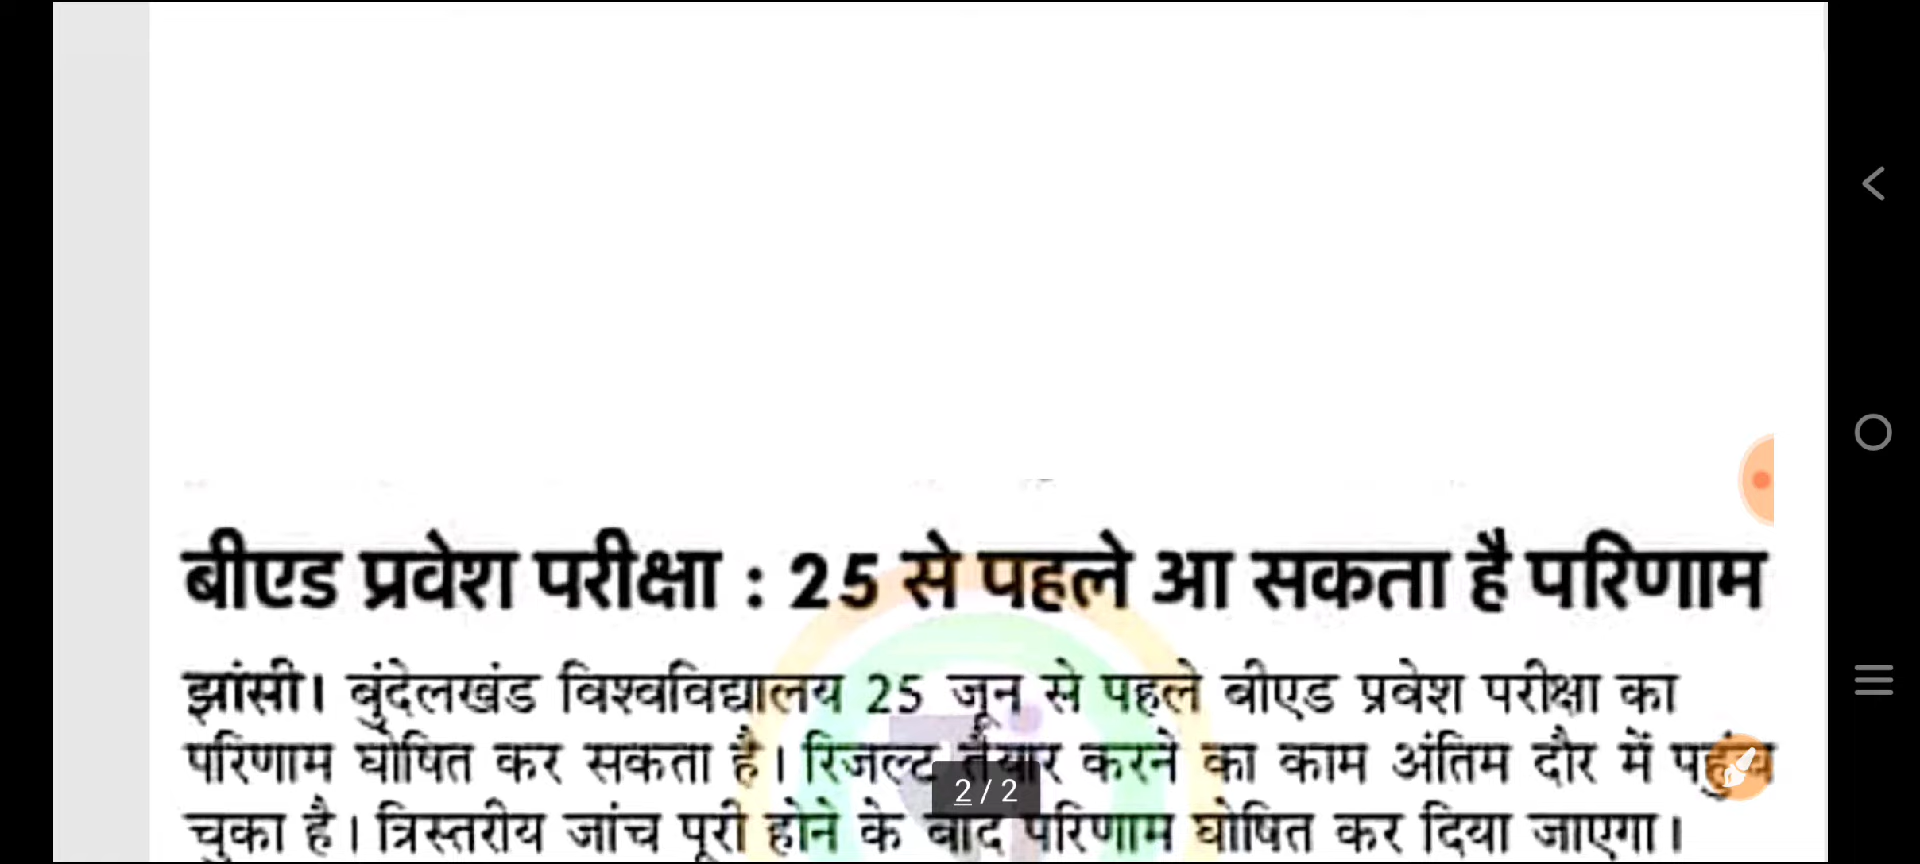 बीएड प्रवेश परीक्षा : 25 से पहले आ सकता है परिणाम
झांसी। बुंदेलखंड विश्वविद्यालय 25 जून से पहले बीएड प्रवेश परीक्षा का
परिणाम घोषित कर सकता है। रिजल्ट तैयार करने का काम अंतिम दौर में पहुंच
2 / 2
चुका है। त्रिस्तरीय जांच पूरी होने के बाद परिणाम घोषित कर दिया जाएगा।